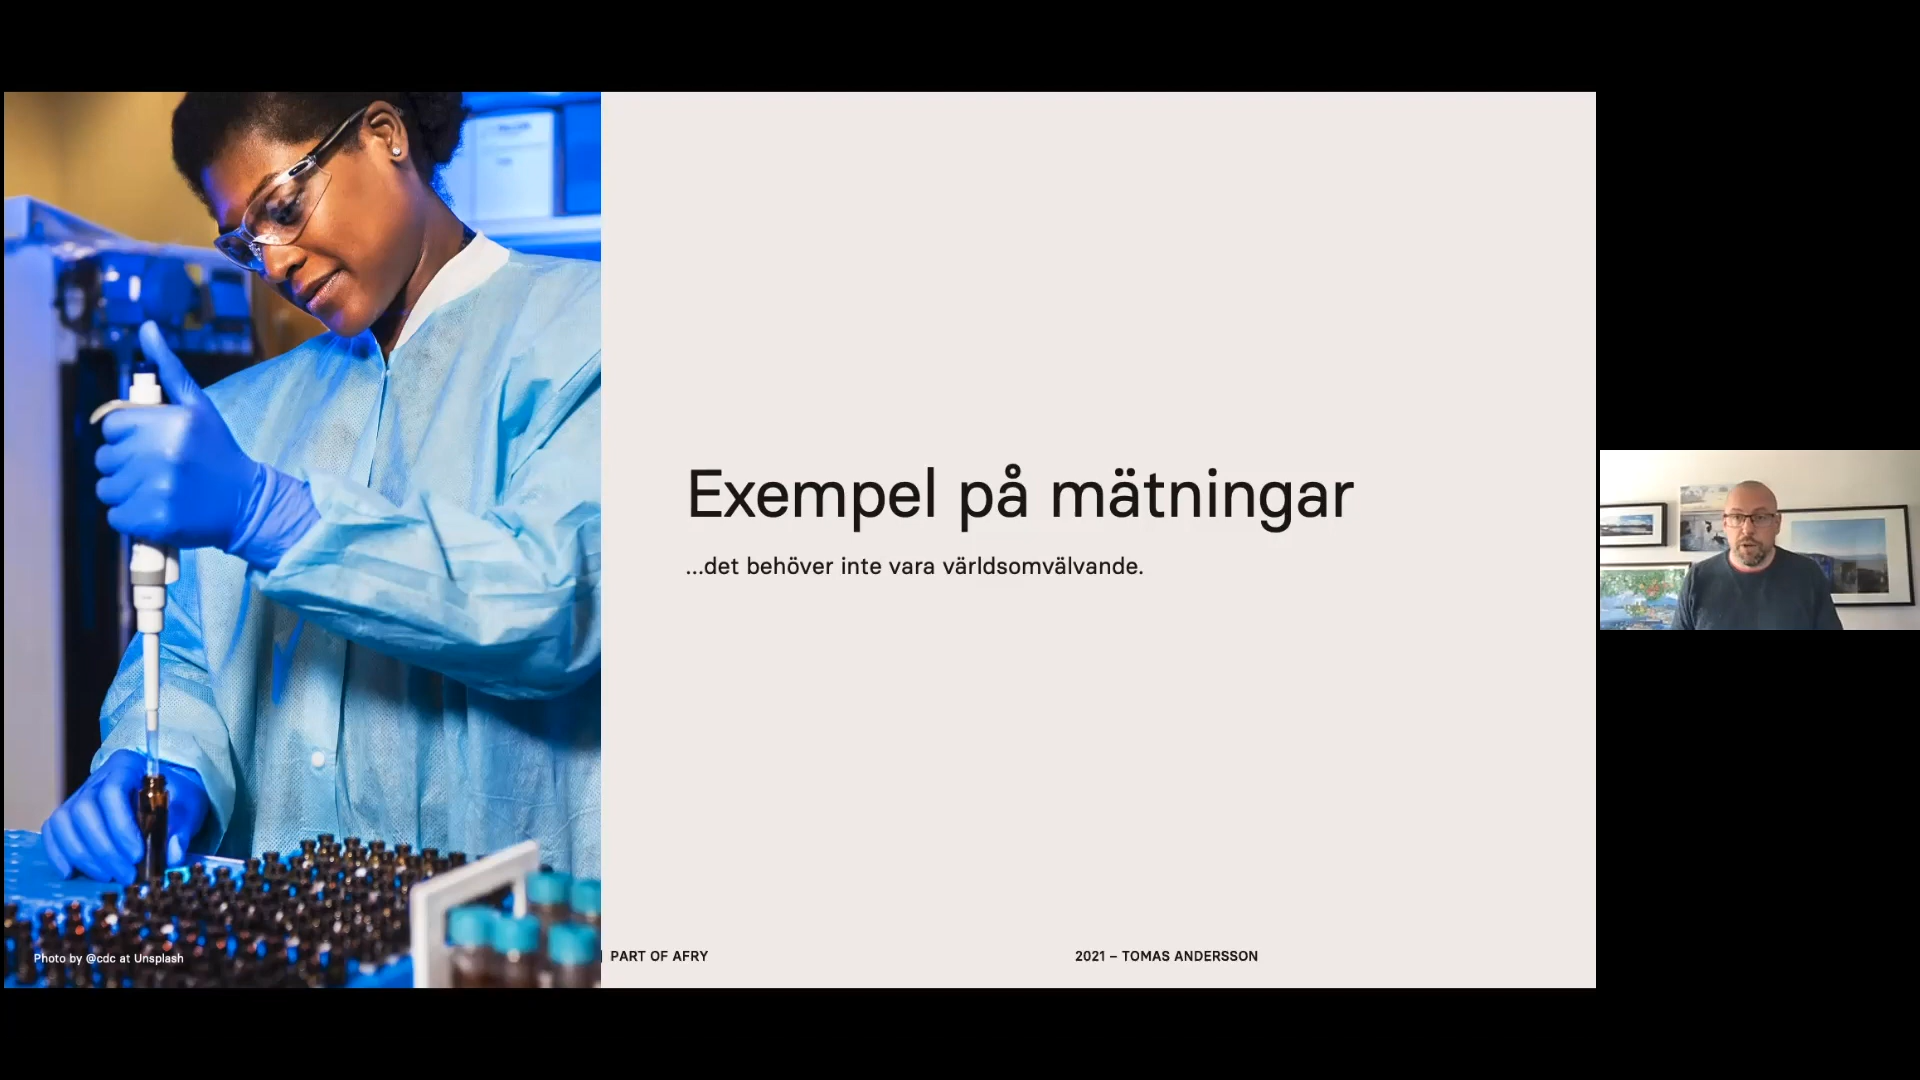 Exempel på mätningar
...det behöver inte vara världsomvälvande.
Photo by @cdc at Unsplash
PART OF AFRY
2021 – TOMAS ANDERSSON